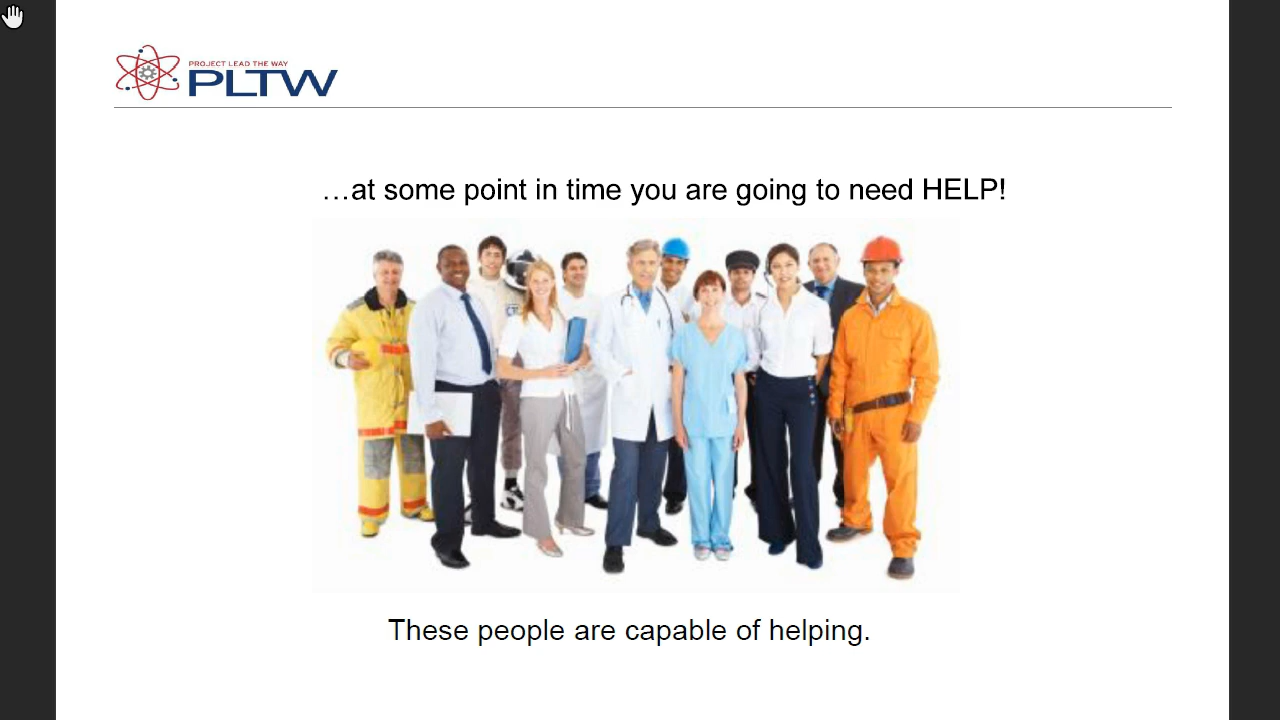 PROJECT LEAD THE WAY
PLTW
…at some point in time you are going to need HELP!
These people are capable of helping.